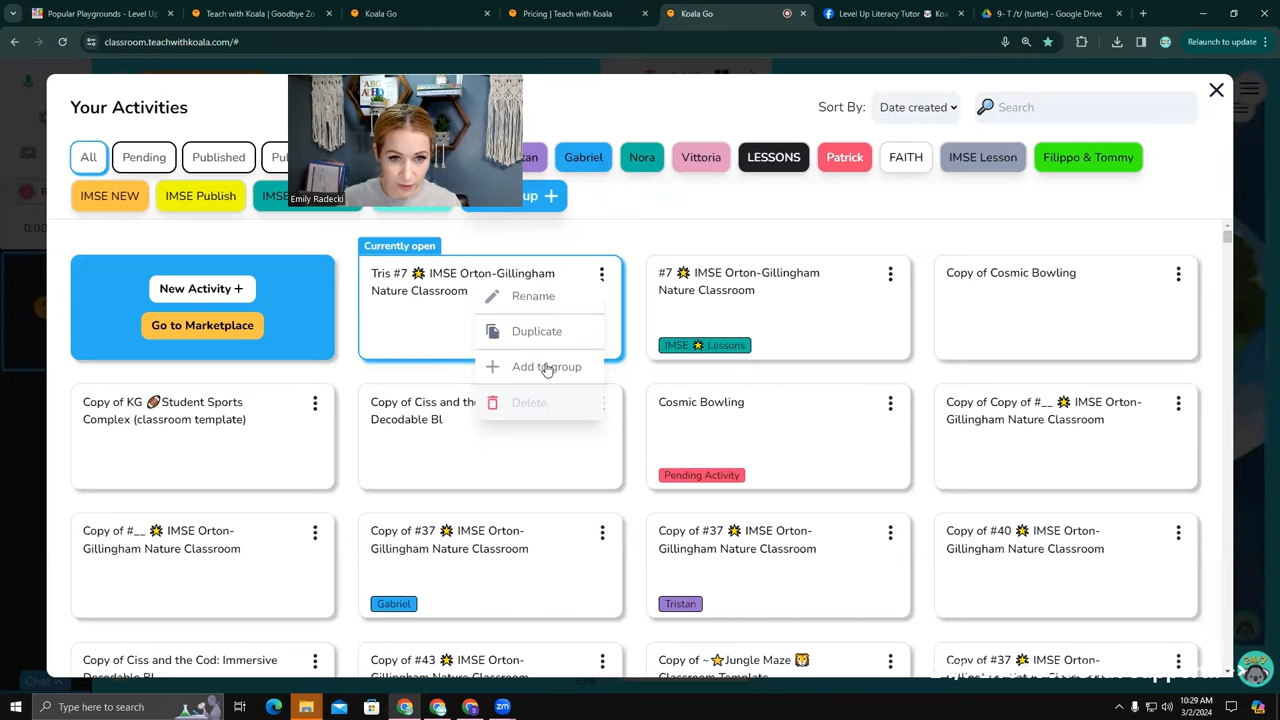 Popular Playgrounds – Level Up
Teach with Koala | Goodbye Zo
Koala Go
Pricing | Teach with Koala
Koala Go
Level Up Literacy Tutor
9- T /t/ (turtle) - Google Drive
classroom.teachwithkoala.com/#
Relaunch to update
Your Activities
Sort By:
Date created
Search
All
Pending
Published
Gabriel
Nora
Vittoria
LESSONS
Patrick
FAITH
IMSE Lesson
Filippo & Tommy
IMSE NEW
IMSE Publish
Emily Radecki
Currently open
New Activity +
Go to Marketplace
Tris #7 🌟 IMSE Orton-Gillingham
Nature Classroom
Rename
Duplicate
Add to group
Delete
#7 🌟 IMSE Orton-Gillingham
Nature Classroom
IMSE 🌟 Lessons
Copy of Cosmic Bowling
Copy of KG 🏈Student Sports
Complex (classroom template)
Copy of Ciss and the
Decodable Bl
Cosmic Bowling
Pending Activity
Copy of Copy of #__ 🌟 IMSE Orton-
Gillingham Nature Classroom
Copy of #__ 🌟 IMSE Orton-
Gillingham Nature Classroom
Copy of #37 🌟 IMSE Orton-
Gillingham Nature Classroom
Gabriel
Copy of #37 🌟 IMSE Orton-
Gillingham Nature Classroom
Tristan
Copy of #40 🌟 IMSE Orton-
Gillingham Nature Classroom
Copy of Ciss and the Cod: Immersive
Decodable Bl
Copy of #43 🌟 IMSE Orton-
Copy of ~⭐Jungle Maze 🐯
Classroom Template
Copy of #37 🌟 IMSE Orton-
24/7
Chat
Type here to search
10:29 AM
3/2/2024